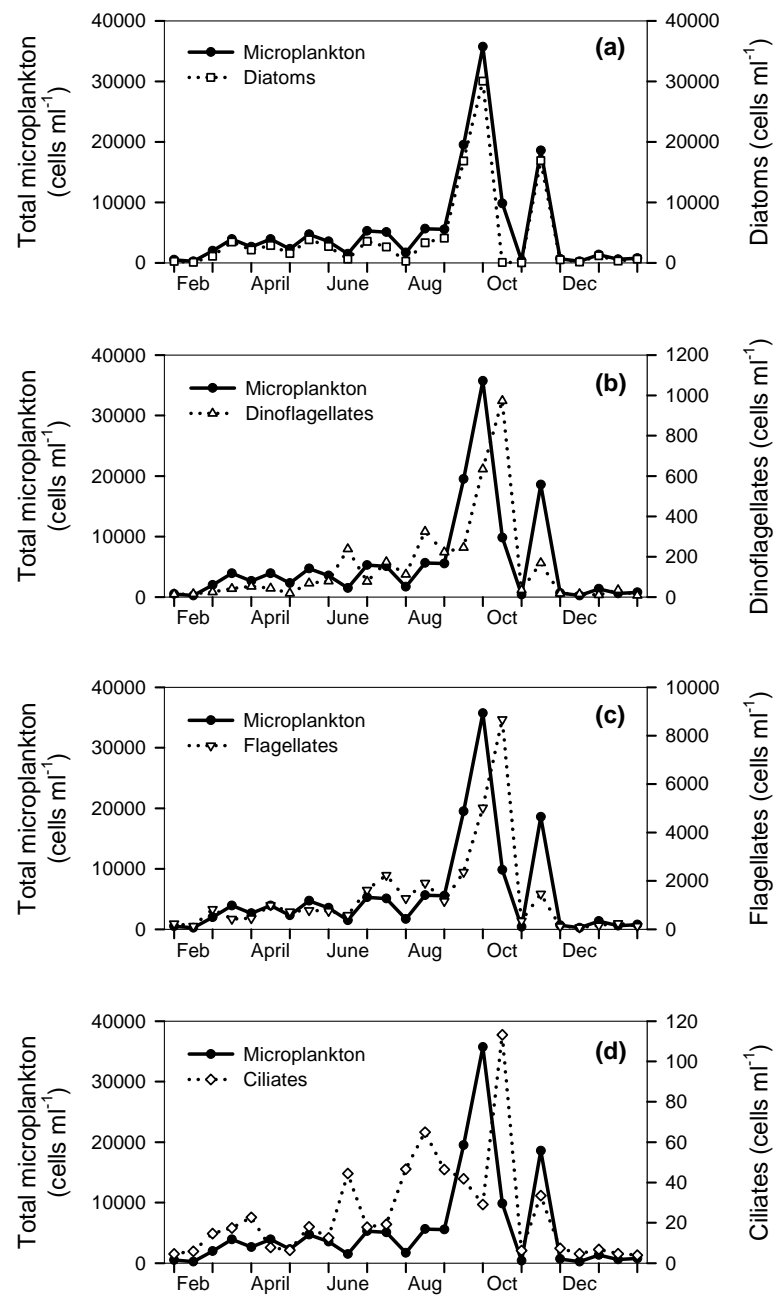 40000 40000
Microplankton (a)
Diatoms
30000 30000
20000 20000
10000 10000
0 0
Feb April June Aug Oct Dec
Total microplankton
(cells ml⁻¹)
Diatoms (cells ml⁻¹)
40000 1200
Microplankton (b)
Dinoflagellates
1000
30000
800
20000 600
400
10000
200
0 0
Feb April June Aug Oct Dec
Total microplankton
(cells ml⁻¹)
Dinoflagellates (cells ml⁻¹)
40000 10000
Microplankton (c)
Flagellates
30000 8000
6000
20000
4000
10000
2000
0 0
Feb April June Aug Oct Dec
Total microplankton
(cells ml⁻¹)
Flagellates (cells ml⁻¹)
40000 120
Microplankton (d)
Ciliates
100
30000
80
20000 60
40
10000
20
0 0
Feb April June Aug Oct Dec
Total microplankton
(cells ml⁻¹)
Ciliates (cells ml⁻¹)